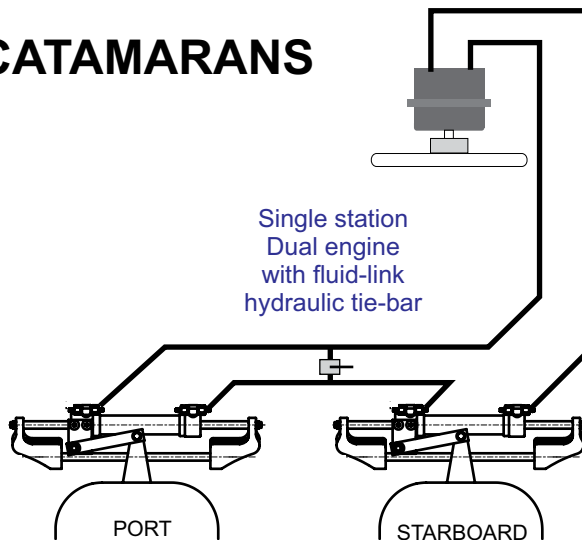 CATAMARANS
Single station
Dual engine
with fluid-link
hydraulic tie-bar
PORT
STARBOARD